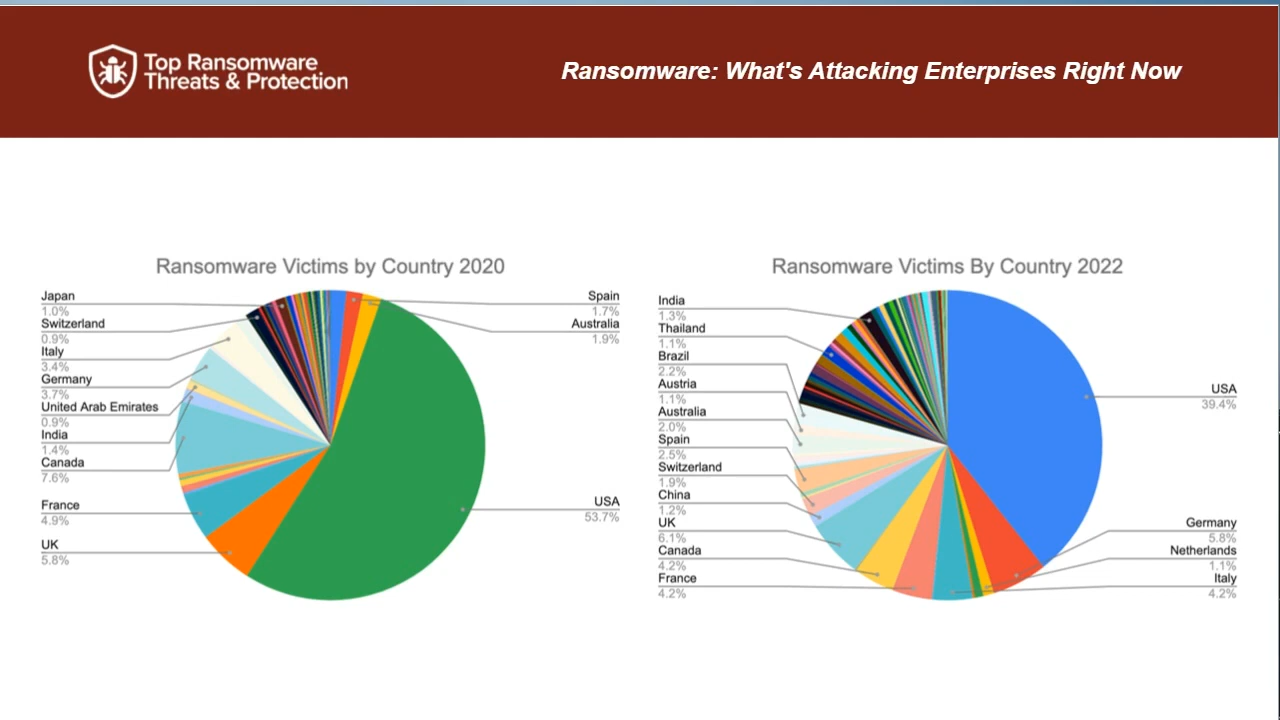 Top Ransomware
Threats & Protection
Ransomware: What's Attacking Enterprises Right Now
Ransomware Victims by Country 2020
Japan
1.0%
Switzerland
0.9%
Italy
3.4%
Germany
3.7%
United Arab Emirates
0.9%
India
1.4%
Canada
7.6%
France
4.9%
UK
5.8%
Spain
1.7%
Australia
1.9%
USA
53.7%
Ransomware Victims By Country 2022
India
1.3%
Thailand
1.1%
Brazil
2.2%
Austria
1.1%
Australia
2.0%
Spain
2.5%
Switzerland
1.9%
China
1.2%
UK
6.1%
Canada
4.2%
France
4.2%
USA
39.4%
Germany
5.8%
Netherlands
1.1%
Italy
4.2%